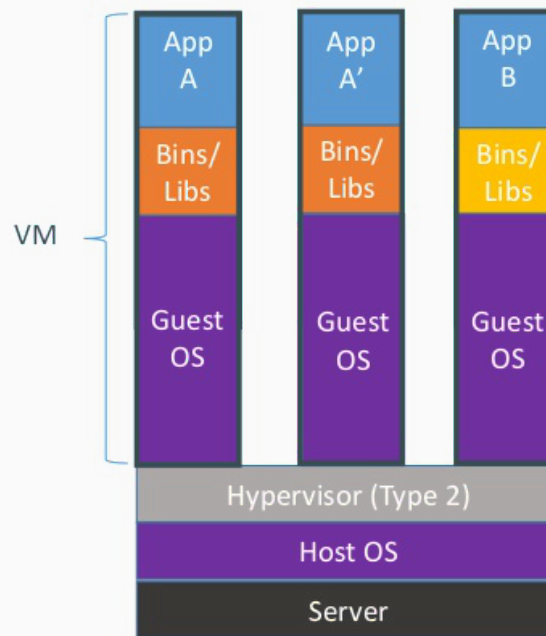 VM
App
A
Bins/
Libs
Guest
OS
App
A’
Bins/
Libs
Guest
OS
App
B
Bins/
Libs
Guest
OS
Hypervisor (Type 2)
Host OS
Server